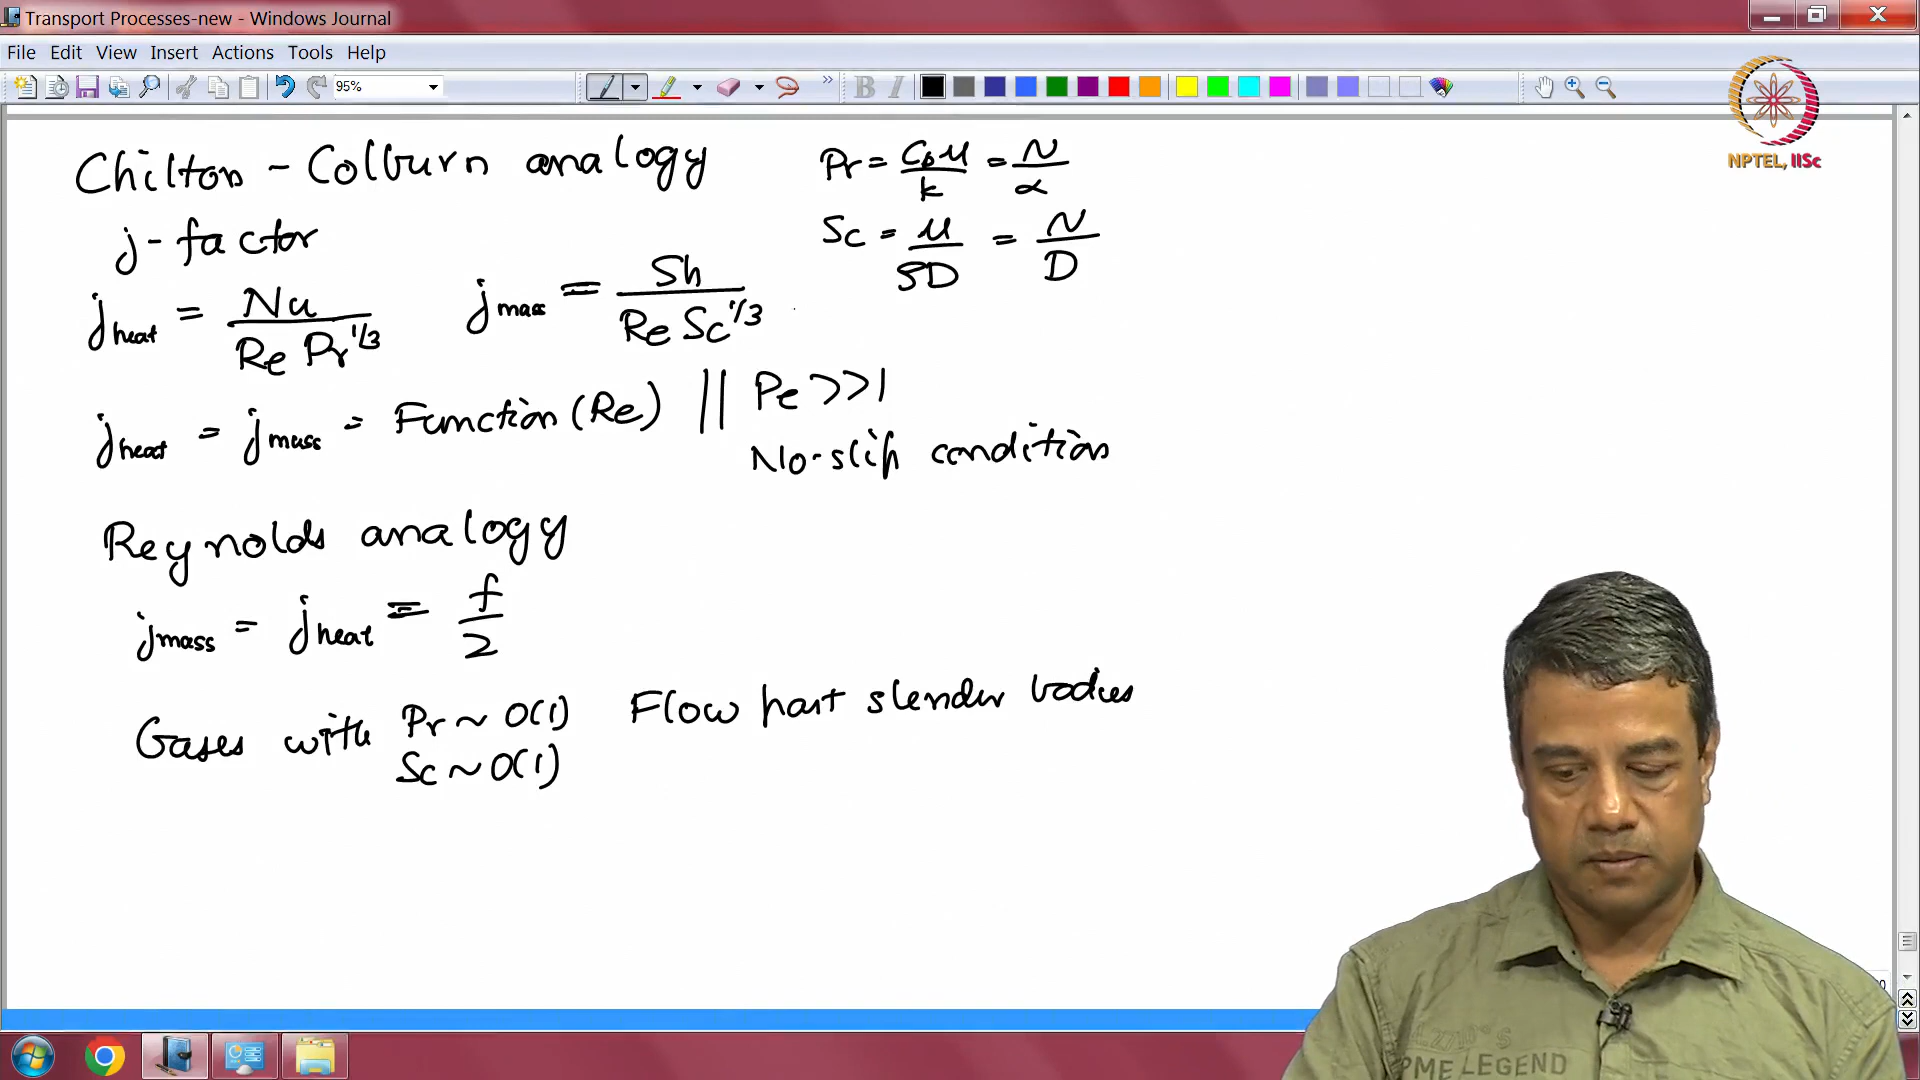 Transport Processes-new - Windows Journal
File Edit View Insert Actions Tools Help
95%
B I
NPTEL, IISc
Chilton - Colburn analogy
Pr = Cpμ/k = ν/α
j - factor
Sc = μ/ρD = ν/D
jheat = Nu/(Re Pr^1/3) jmass = Sh/(Re Sc^1/3)
jheat = jmass = Function (Re) || Pe >> 1
No-slip condition
Reynolds analogy
jmass = jheat = f/2
Gases with Pr ~ O(1) Flow past slender bodies
Sc ~ O(1)
PME LEGEND